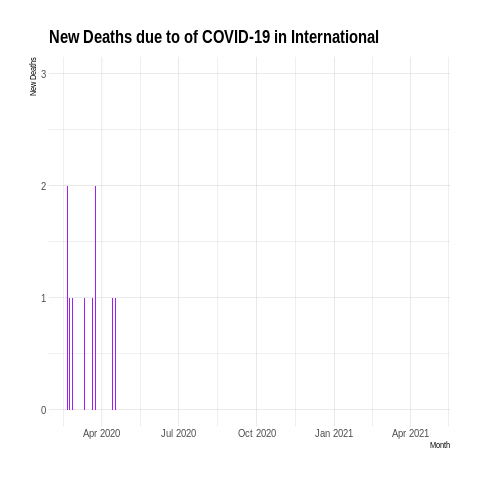 New Deaths due to of COVID-19 in International
New Deaths
3
2
1
0
Apr 2020 Jul 2020 Oct 2020 Jan 2021 Apr 2021
Month